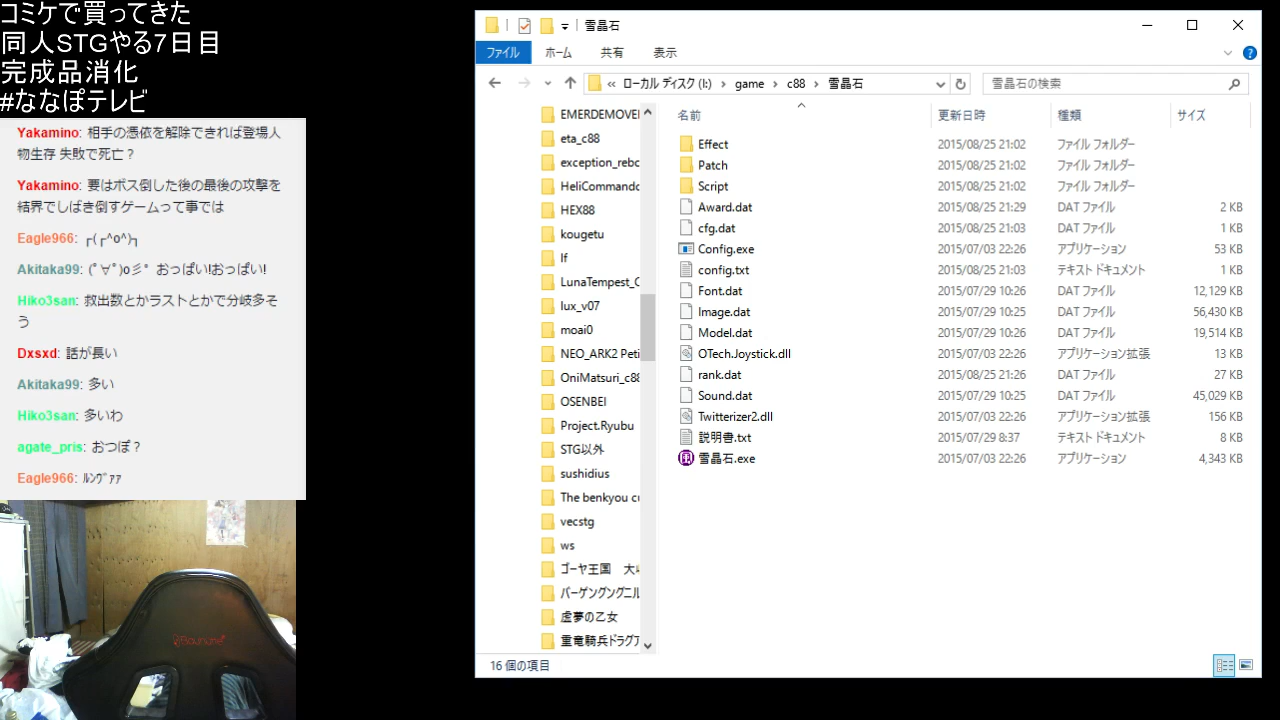 コミケで買ってきた
同人STGやる7日目
完成品消化
#ななぽテレビ
Yakamino: 相手の憑依を解除できれば登場人
物生存 失敗で死亡？
Yakamino: 要はボス倒した後の最後の攻撃を
結界でしばき倒すゲームって事では
Eagle966: ┌(┌^o^)┐
Akitaka99: (ﾟ∀ﾟ)o彡ﾟ おっぱい!おっぱい!
Hiko3san: 救出数とかラストとかで分岐多そ
う
Dxsxd: 話が長い
Akitaka99: 多い
Hiko3san: 多いわ
agate_pris: おつぽ？
Eagle966: ﾙﾝｸﾞｧｧ
雪晶石
ファイル ホーム 共有 表示
« ローカル ディスク (I:) › game › c88 › 雪晶石
雪晶石の検索
EMERDEMOVE
eta_c88
exception_rebo
HeliCommando
HEX88
kougetu
lf
LunaTempest_C
lux_v07
moai0
NEO_ARK2 Peti
OniMatsuri_c88
OSENBEI
Project.Ryubu
STG以外
sushidius
The benkyou cu
vecstg
ws
ゴーヤ王国 大
バーゲングングニル
虚夢の乙女
重竜騎兵ドラグア
名前 更新日時 種類 サイズ
Effect 2015/08/25 21:02 ファイル フォルダー
Patch 2015/08/25 21:02 ファイル フォルダー
Script 2015/08/25 21:02 ファイル フォルダー
Award.dat 2015/08/25 21:29 DAT ファイル 2 KB
cfg.dat 2015/08/25 21:03 DAT ファイル 1 KB
Config.exe 2015/07/03 22:26 アプリケーション 53 KB
config.txt 2015/08/25 21:03 テキスト ドキュメント 1 KB
Font.dat 2015/07/29 10:26 DAT ファイル 12,129 KB
Image.dat 2015/07/29 10:25 DAT ファイル 56,430 KB
Model.dat 2015/07/29 10:26 DAT ファイル 19,514 KB
OTech.Joystick.dll 2015/07/03 22:26 アプリケーション拡張 13 KB
rank.dat 2015/08/25 21:26 DAT ファイル 27 KB
Sound.dat 2015/07/29 10:25 DAT ファイル 45,029 KB
Twitterizer2.dll 2015/07/03 22:26 アプリケーション拡張 156 KB
説明書.txt 2015/07/29 8:37 テキスト ドキュメント 8 KB
雪晶石.exe 2015/07/03 22:26 アプリケーション 4,343 KB
16 個の項目